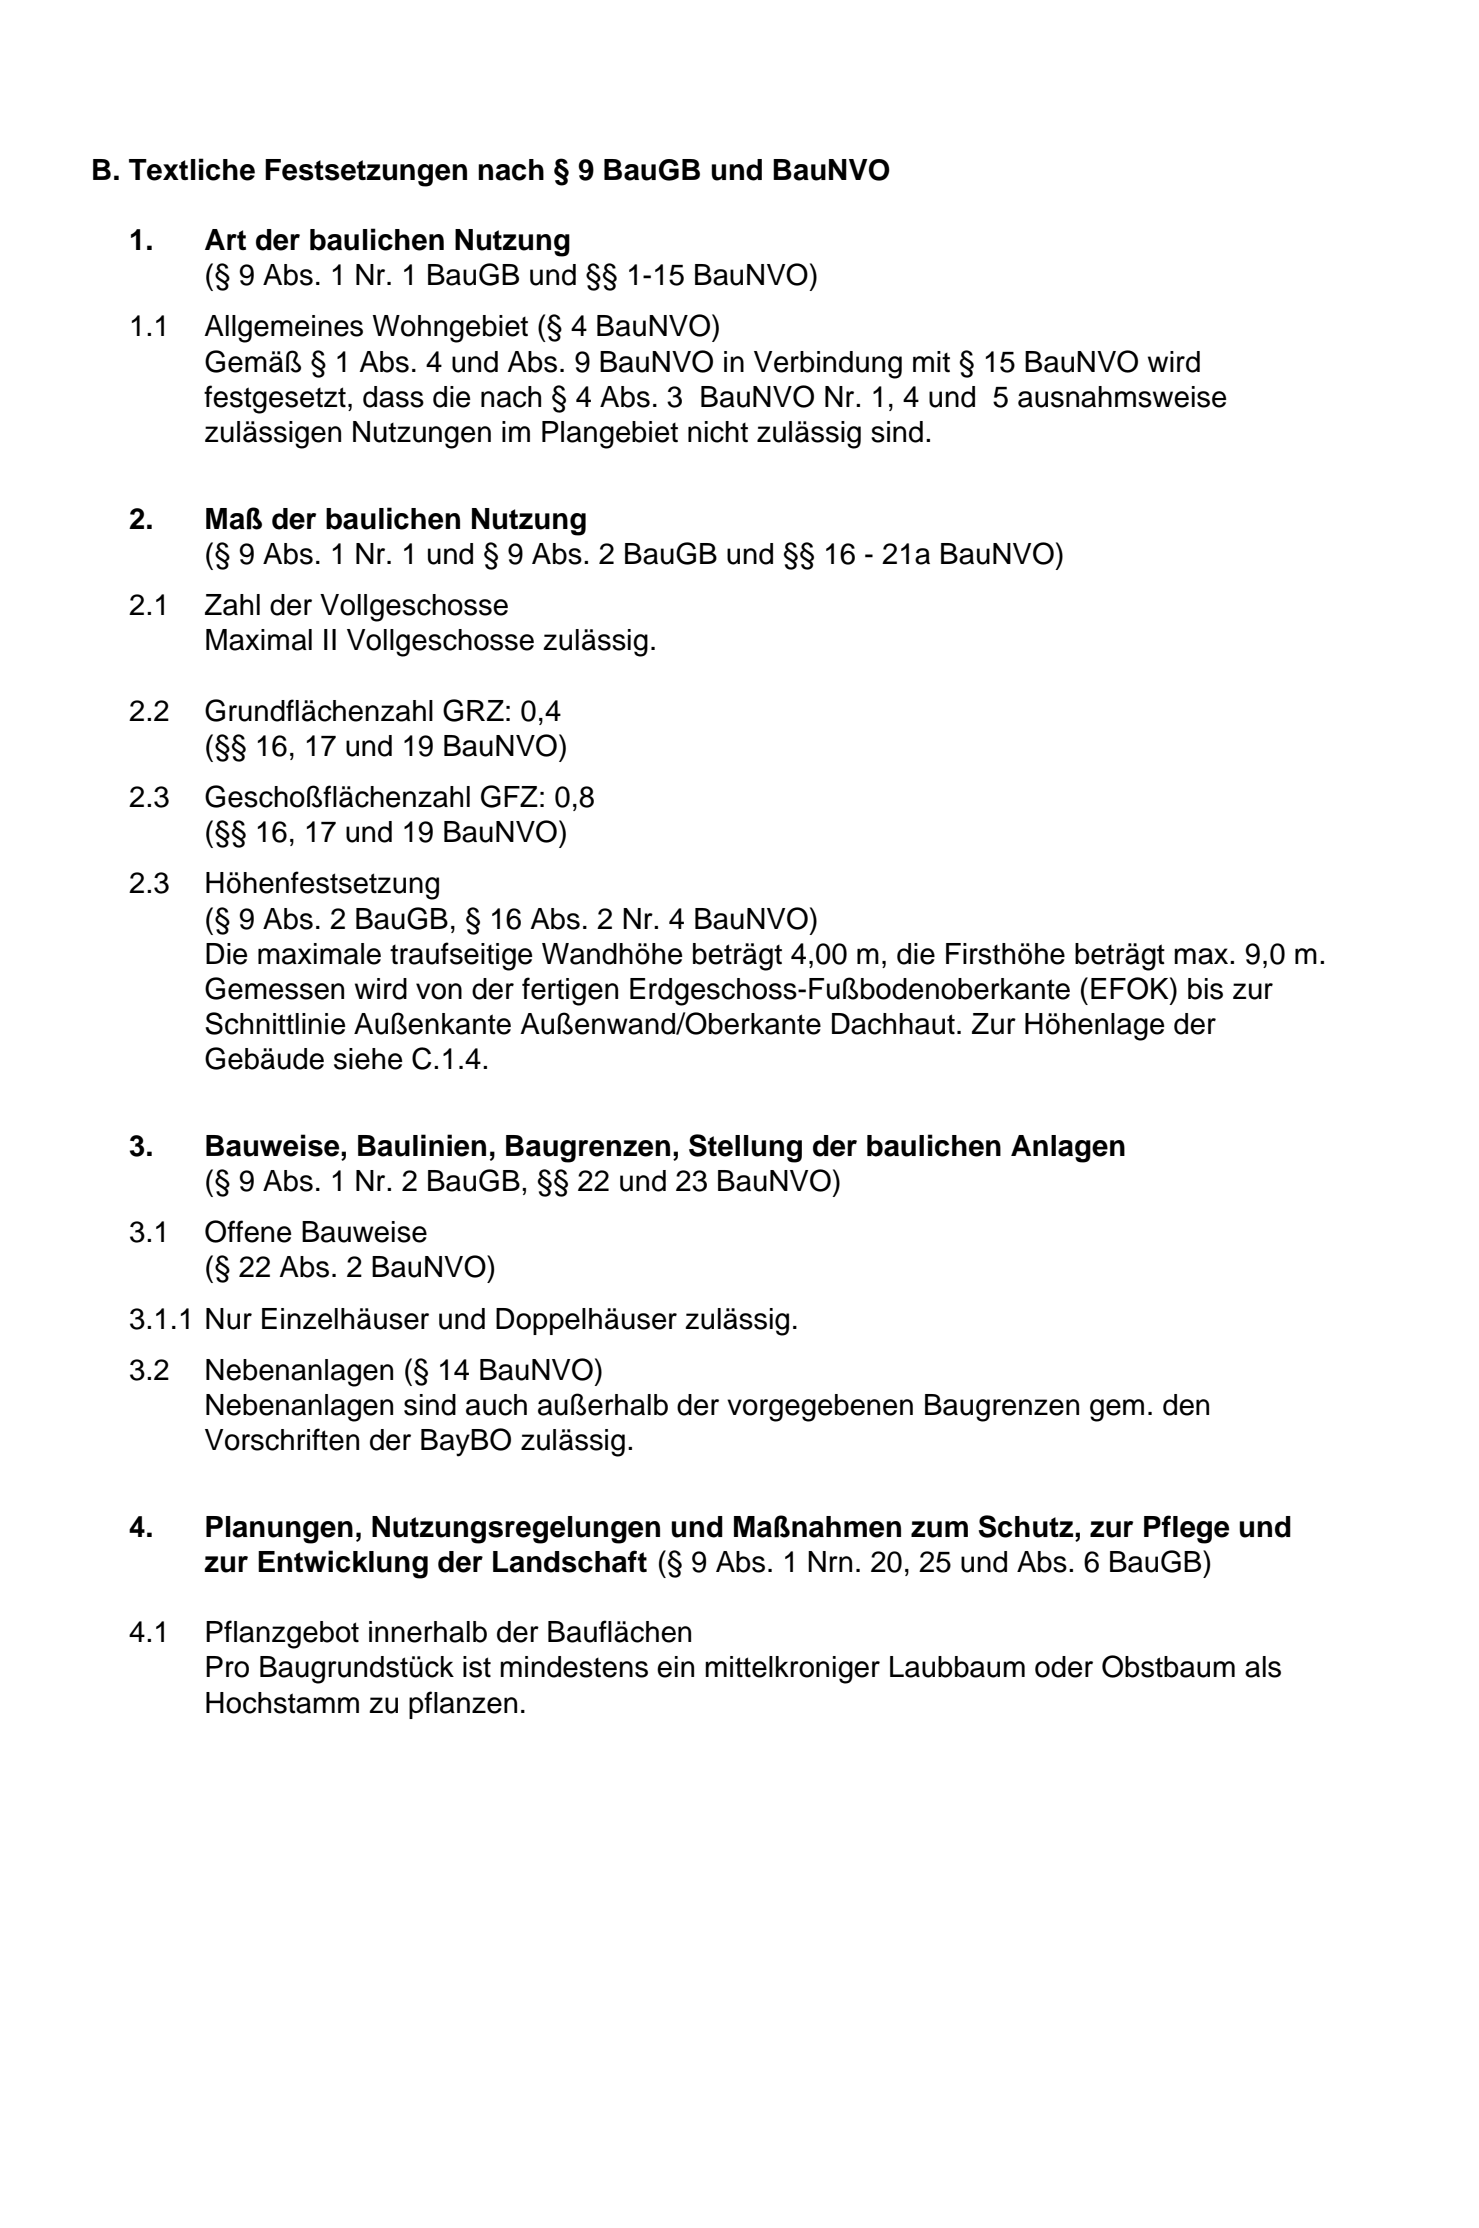 B. Textliche Festsetzungen nach § 9 BauGB und BauNVO
1. Art der baulichen Nutzung
(§ 9 Abs. 1 Nr. 1 BauGB und §§ 1-15 BauNVO)
1.1 Allgemeines Wohngebiet (§ 4 BauNVO)
Gemäß § 1 Abs. 4 und Abs. 9 BauNVO in Verbindung mit § 15 BauNVO wird
festgesetzt, dass die nach § 4 Abs. 3  BauNVO Nr. 1, 4 und  5 ausnahmsweise
zulässigen Nutzungen im Plangebiet nicht zulässig sind.
2. Maß der baulichen Nutzung
(§ 9 Abs. 1 Nr. 1 und § 9 Abs. 2 BauGB und §§ 16 - 21a BauNVO)
2.1 Zahl der Vollgeschosse
Maximal II Vollgeschosse zulässig.
2.2 Grundflächenzahl GRZ: 0,4
(§§ 16, 17 und 19 BauNVO)
2.3 Geschoßflächenzahl GFZ: 0,8
(§§ 16, 17 und 19 BauNVO)
2.3 Höhenfestsetzung
(§ 9 Abs. 2 BauGB, § 16 Abs. 2 Nr. 4 BauNVO)
Die maximale traufseitige Wandhöhe beträgt 4,00 m, die Firsthöhe beträgt max. 9,0 m.
Gemessen wird von der fertigen Erdgeschoss-Fußbodenoberkante (EFOK) bis zur
Schnittlinie Außenkante Außenwand/Oberkante Dachhaut. Zur Höhenlage der
Gebäude siehe C.1.4.
3. Bauweise, Baulinien, Baugrenzen, Stellung der baulichen Anlagen
(§ 9 Abs. 1 Nr. 2 BauGB, §§ 22 und 23 BauNVO)
3.1 Offene Bauweise
(§ 22 Abs. 2 BauNVO)
3.1.1 Nur Einzelhäuser und Doppelhäuser zulässig.
3.2 Nebenanlagen (§ 14 BauNVO)
Nebenanlagen sind auch außerhalb der vorgegebenen Baugrenzen gem. den
Vorschriften der BayBO zulässig.
4. Planungen, Nutzungsregelungen und Maßnahmen zum Schutz, zur Pflege und
zur Entwicklung der Landschaft (§ 9 Abs. 1 Nrn. 20, 25 und Abs. 6 BauGB)
4.1 Pflanzgebot innerhalb der Bauflächen
Pro Baugrundstück ist mindestens ein mittelkroniger Laubbaum oder Obstbaum als
Hochstamm zu pflanzen.